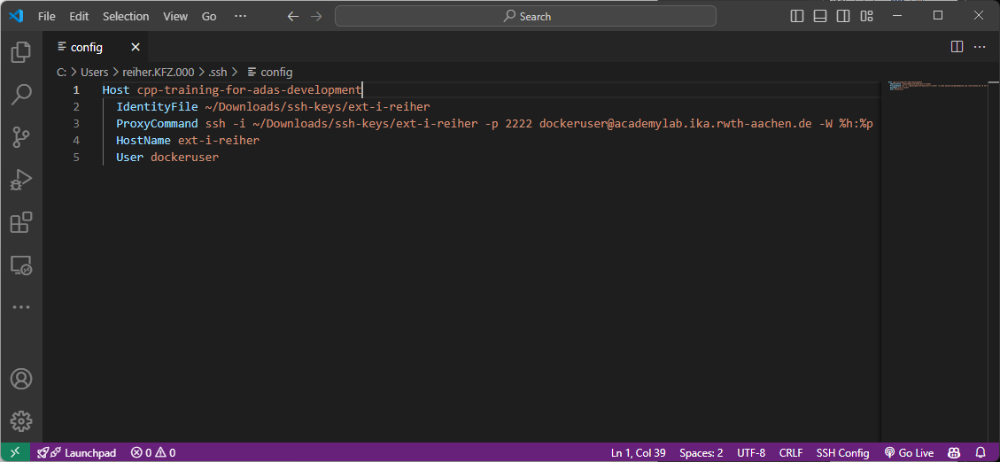 File Edit Selection View Go ··· Search
config
C: > Users > reiher.KFZ.000 > .ssh > config
1 Host cpp-training-for-adas-development
2 IdentityFile ~/Downloads/ssh-keys/ext-i-reiher
3 ProxyCommand ssh -i ~/Downloads/ssh-keys/ext-i-reiher -p 2222 dockeruser@academylab.ika.rwth-aachen.de -W %h:%p
4 HostName ext-i-reiher
5 User dockeruser
Launchpad 0 0 Ln 1, Col 39 Spaces: 2 UTF-8 CRLF SSH Config Go Live